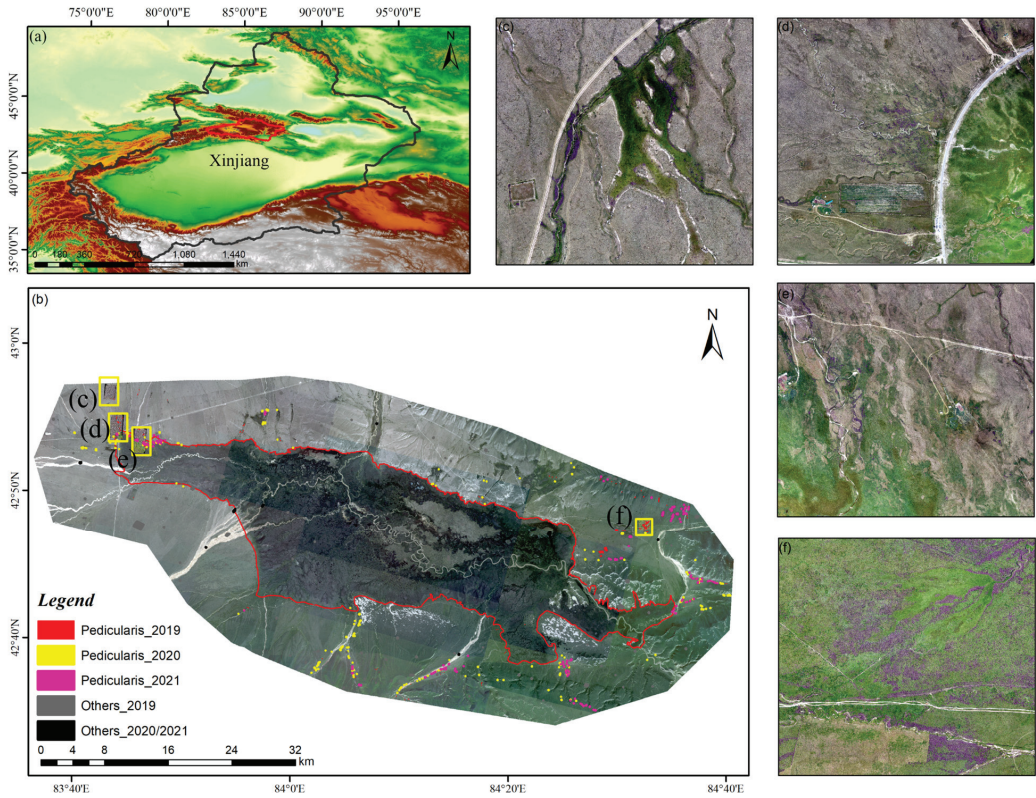 75°0'0"E 80°0'0"E 85°0'0"E 90°0'0"E 95°0'0"E
(a)
N
45°0'0"N
40°0'0"N
35°0'0"N
Xinjiang
0 180 360 720 1,080 1,440
km
(c)
(d)
(e)
(f)
(b)
N
43°0'N
42°50'N
42°40'N
(c)
(d)
(e)
(f)
Legend
Pedicularis_2019
Pedicularis_2020
Pedicularis_2021
Others_2019
Others_2020/2021
0 4 8 16 24 32
km
83°40'E 84°0'E 84°20'E 84°40'E